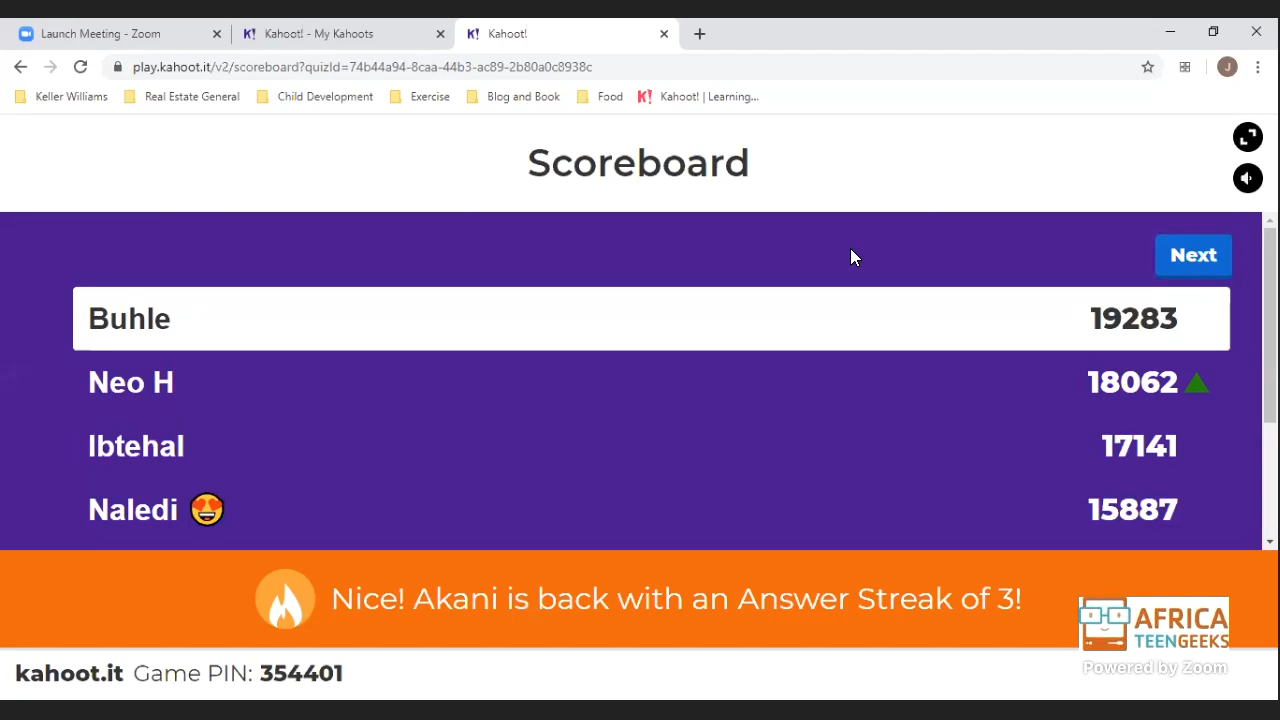 Launch Meeting - Zoom
K! Kahoot! - My Kahoots
K! Kahoot!
play.kahoot.it/v2/scoreboard?quizId=74b44a94-8caa-44b3-ac89-2b80a0c8938c
J
Keller Williams
Real Estate General
Child Development
Exercise
Blog and Book
Food
K! Kahoot! | Learning...
Scoreboard
Next
Buhle 19283
Neo H 18062
Ibtehal 17141
Naledi 😍 15887
Nice! Akani is back with an Answer Streak of 3!
AFRICA
TEENGEEKS
Powered by Zoom
kahoot.it Game PIN: 354401